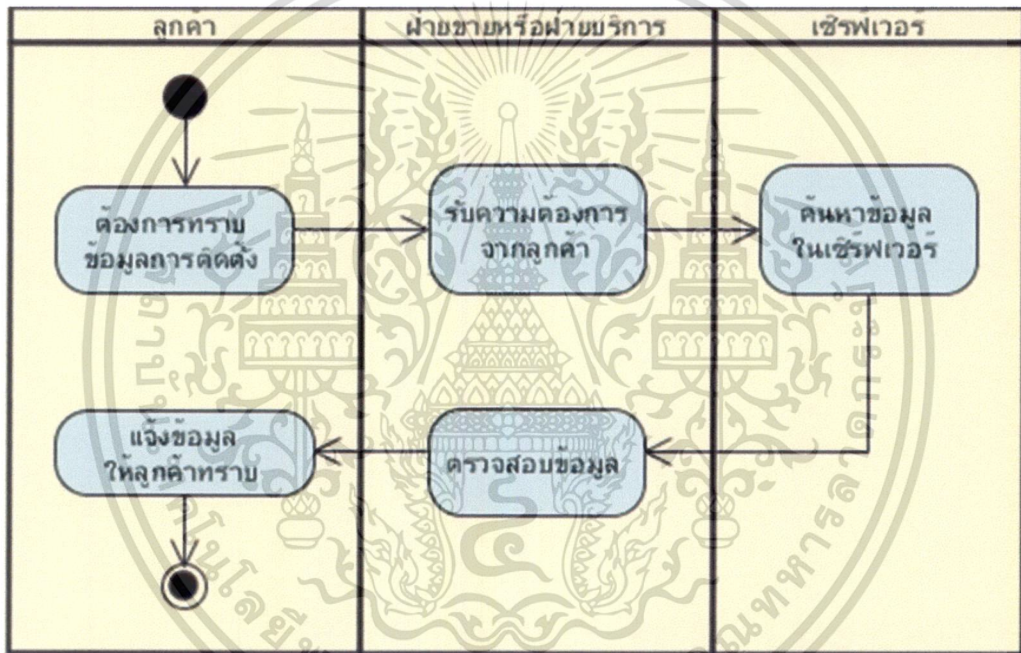 ลูกค้า
ฝ่ายขายหรือฝ่ายบริการ
เซิร์ฟเวอร์
ต้องการทราบ
ข้อมูลการติดตั้ง
รับความต้องการ
จากลูกค้า
ค้นหาข้อมูล
ในเซิร์ฟเวอร์
แจ้งข้อมูล
ให้ลูกค้าทราบ
ตรวจสอบข้อมูล